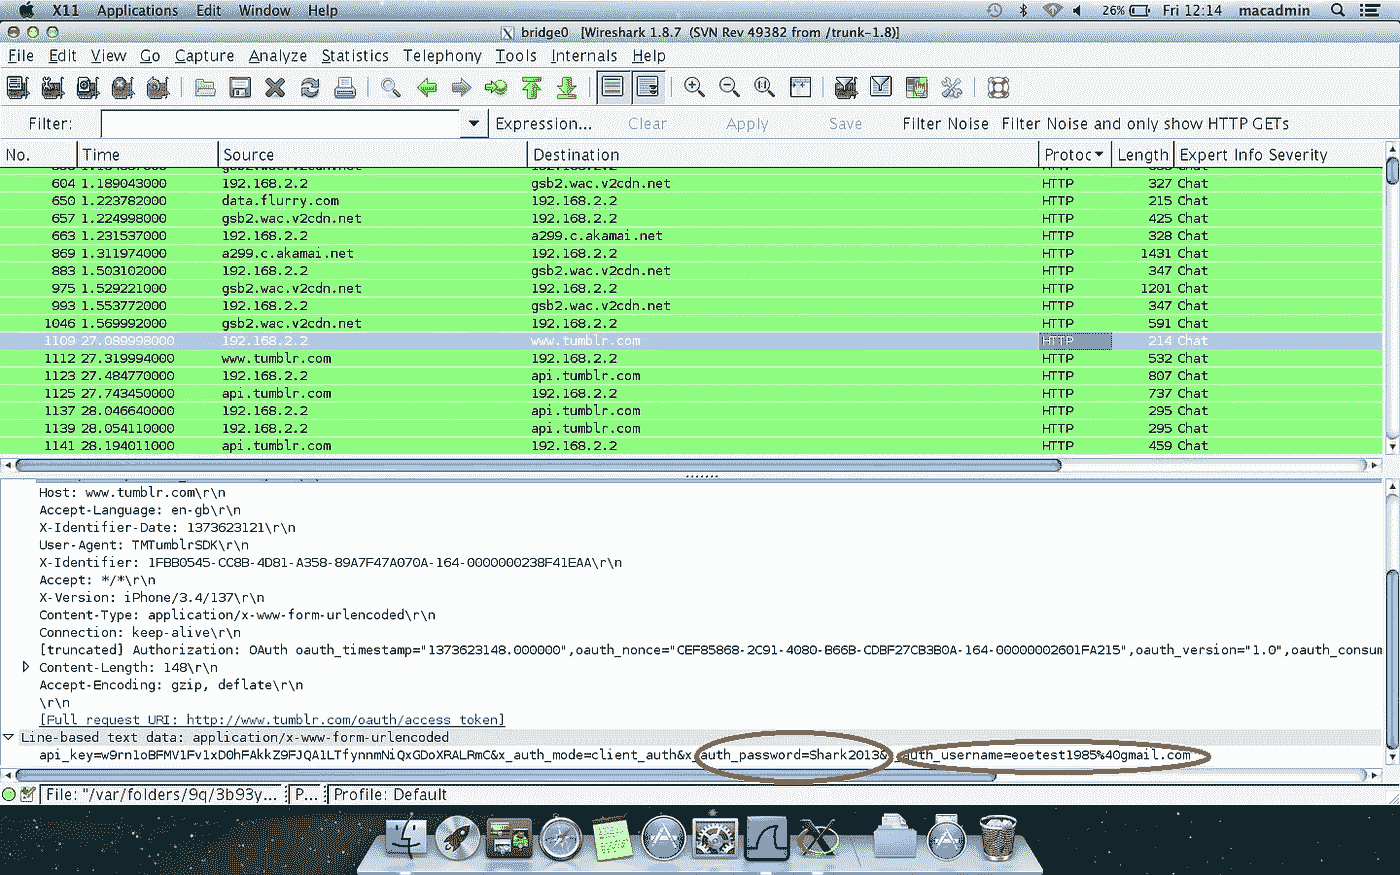 X11 Applications Edit Window Help 26% Fri 12:14 macadmin
bridge0 [Wireshark 1.8.7 (SVN Rev 49382 from /trunk-1.8)]
File Edit View Go Capture Analyze Statistics Telephony Tools Internals Help
Filter: Expression... Clear Apply Save Filter Noise Filter Noise and only show HTTP GETs
No. Time Source Destination Protoc Length Expert Info Severity
604 1.189043000 192.168.2.2 gsb2.wac.v2cdn.net HTTP 327 Chat
650 1.223782000 data.flurry.com 192.168.2.2 HTTP 215 Chat
657 1.224998000 gsb2.wac.v2cdn.net 192.168.2.2 HTTP 425 Chat
663 1.231537000 192.168.2.2 a299.c.akamai.net HTTP 328 Chat
869 1.311974000 a299.c.akamai.net 192.168.2.2 HTTP 1431 Chat
883 1.503102000 192.168.2.2 gsb2.wac.v2cdn.net HTTP 347 Chat
975 1.529221000 gsb2.wac.v2cdn.net 192.168.2.2 HTTP 1201 Chat
993 1.553772000 192.168.2.2 gsb2.wac.v2cdn.net HTTP 347 Chat
1046 1.569992000 gsb2.wac.v2cdn.net 192.168.2.2 HTTP 591 Chat
1109 27.089998000 192.168.2.2 www.tumblr.com HTTP 214 Chat
1112 27.319994000 www.tumblr.com 192.168.2.2 HTTP 532 Chat
1123 27.484770000 192.168.2.2 api.tumblr.com HTTP 807 Chat
1125 27.743450000 api.tumblr.com 192.168.2.2 HTTP 737 Chat
1137 28.046640000 192.168.2.2 api.tumblr.com HTTP 295 Chat
1139 28.054110000 192.168.2.2 api.tumblr.com HTTP 295 Chat
1141 28.194011000 api.tumblr.com 192.168.2.2 HTTP 459 Chat
Host: www.tumblr.com\r\n
Accept-Language: en-gb\r\n
X-Identifier-Date: 1373623121\r\n
User-Agent: TMTumblrSDK\r\n
X-Identifier: 1FBB0545-CC8B-4D81-A358-89A7F47A070A-164-0000000238F41EAA\r\n
Accept: */*\r\n
X-Version: iPhone/3.4/137\r\n
Content-Type: application/x-www-form-urlencoded\r\n
Connection: keep-alive\r\n
[truncated] Authorization: OAuth oauth_timestamp="1373623148.000000",oauth_nonce="CEF85868-2C91-4080-B66B-CDBF27CB3B0A-164-00000002601FA215",oauth_version="1.0",oauth_consum
Content-Length: 148\r\n
Accept-Encoding: gzip, deflate\r\n
\r\n
[Full request URI: http://www.tumblr.com/oauth/access_token]
Line-based text data: application/x-www-form-urlencoded
api_key=w9rn1oBFMV1Fv1xD0hFAkkZ9FJQA1LTfynnmNiQxGDoXRALRmC&x_auth_mode=client_auth&x_auth_password=Shark2013& auth_username=eoetest1985%40gmail.com
File: "/var/folders/9q/3b93y... P... Profile: Default